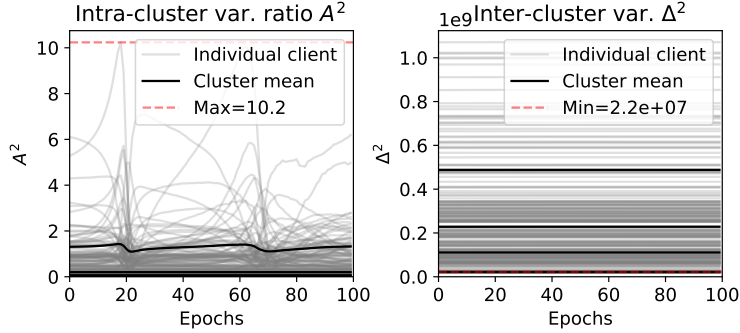 Intra-cluster var. ratio A²
10
8
6
4
2
0
A²
Individual client
Cluster mean
Max=10.2
0 20 40 60 80 100
Epochs
1e9 Inter-cluster var. Δ²
1.0
0.8
0.6
0.4
0.2
0.0
Δ²
Individual client
Cluster mean
Min=2.2e+07
0 20 40 60 80 100
Epochs